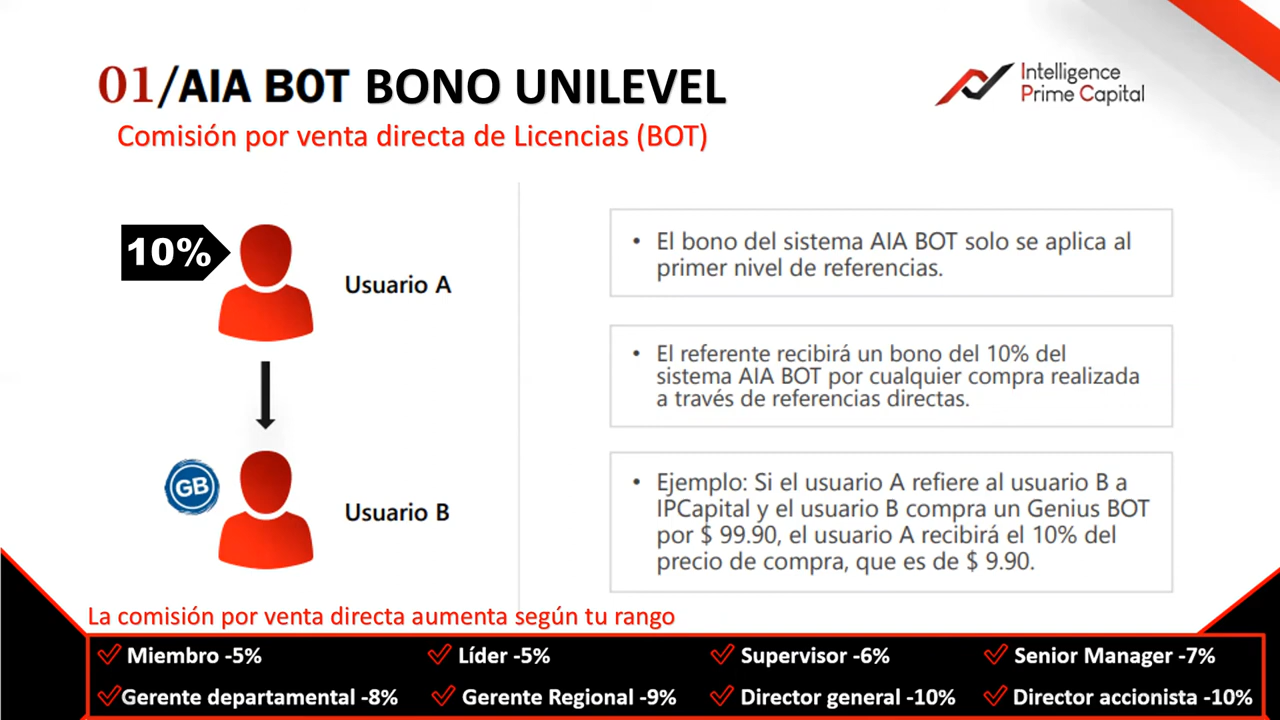 01/AIA BOT BONO UNILEVEL
Intelligence
Prime Capital
Comisión por venta directa de Licencias (BOT)
10%
Usuario A
GB
Usuario B
• El bono del sistema AIA BOT solo se aplica al
primer nivel de referencias.
• El referente recibirá un bono del 10% del
sistema AIA BOT por cualquier compra realizada
a través de referencias directas.
• Ejemplo: Si el usuario A refiere al usuario B a
IPCapital y el usuario B compra un Genius BOT
por $ 99.90, el usuario A recibirá el 10% del
precio de compra, que es de $ 9.90.
La comisión por venta directa aumenta según tu rango
Miembro -5% Líder -5% Supervisor -6% Senior Manager -7%
Gerente departamental -8% Gerente Regional -9% Director general -10% Director accionista -10%